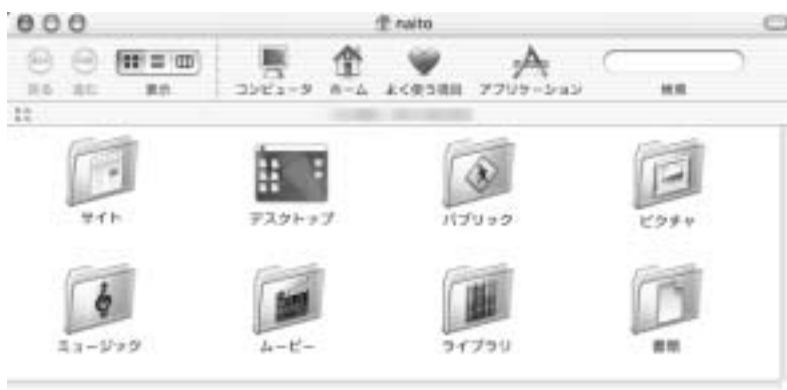 naito
戻る 進む 表示 コンピュータ ホーム よく使う項目 アプリケーション 検索
サイト デスクトップ パブリック ピクチャ
ミュージック ムービー ライブラリ 書類